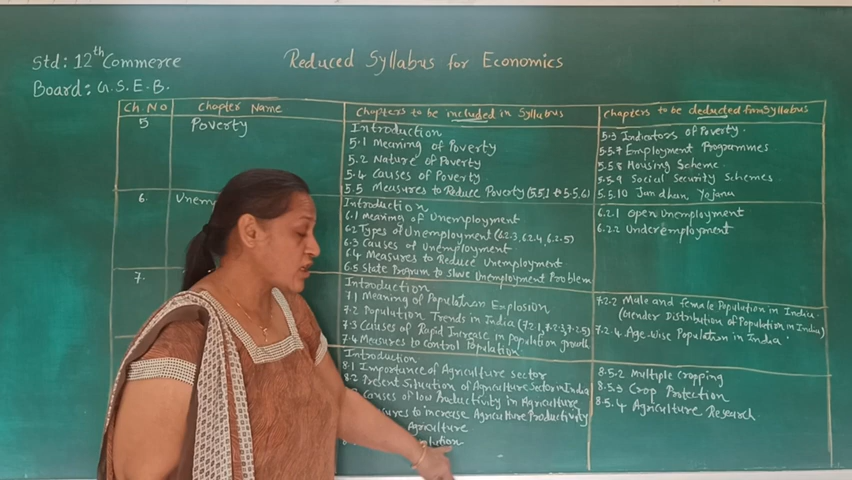 Std: 12th Commerce
Reduced Syllabus for Economics
Board: G.S.E.B.
Ch. No
Chapter Name
Chapters to be included in Syllabus
Chapters to be deducted from Syllabus
5
Poverty
Introduction
5.1 Meaning of Poverty
5.2 Nature of Poverty
5.4 Causes of Poverty
5.5 Measures to Reduce Poverty (5.5.1 to 5.5.6)
5.3 Indicators of Poverty.
5.5.7 Employment Programmes
5.5.8 Housing Scheme.
5.5.9 Social Security Schemes.
5.5.10 Jan dhan Yojana
6.
Introduction
6.1 Meaning of Unemployment
6.2 Types of Unemployment (6.2.3, 6.2.4, 6.2.5)
6.3 Causes of Unemployment
6.4 Measures to Reduce Unemployment
6.5 State Program to Slave Unemployment Problem
6.2.1 Open Unemployment
6.2.2 Underemployment
7.
Introduction
7.1 Meaning of Population Explosion
7.2 Population Trends in India (7.2.1, 7.2.3, 7.2.5)
7.3 Causes of Rapid Increase in Population growth
7.4 Measures to control Population
7.2.2 Male and female Population in India.
(Gender Distribution of Population in India)
7.2.4. Age-Wise Population in India.
Introduction
8.1 Importance of Agriculture sector
8.2 Present Situation of Agriculture Sector in India
Causes of low Productivity in Agriculture
to increase Agriculture Productivity
Agriculture
8.5.2 Multiple Cropping
8.5.3 Crop Protection
8.5.4 Agriculture Research.